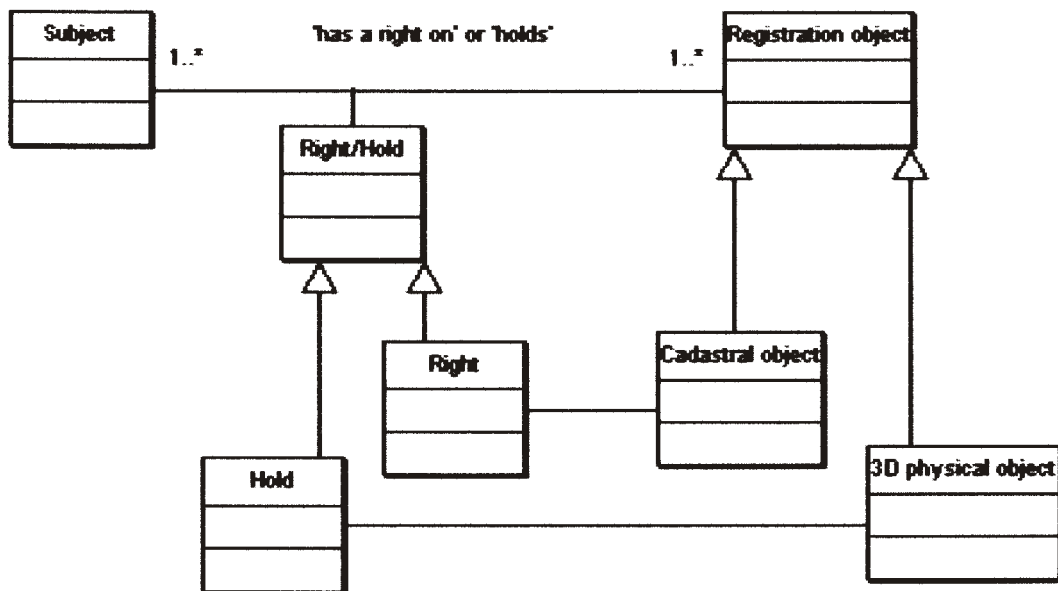 Subject
'has a right on' or 'holds'
Registration object
1..*
1..*
Right/Hold
Right
Cadastral object
Hold
3D physical object